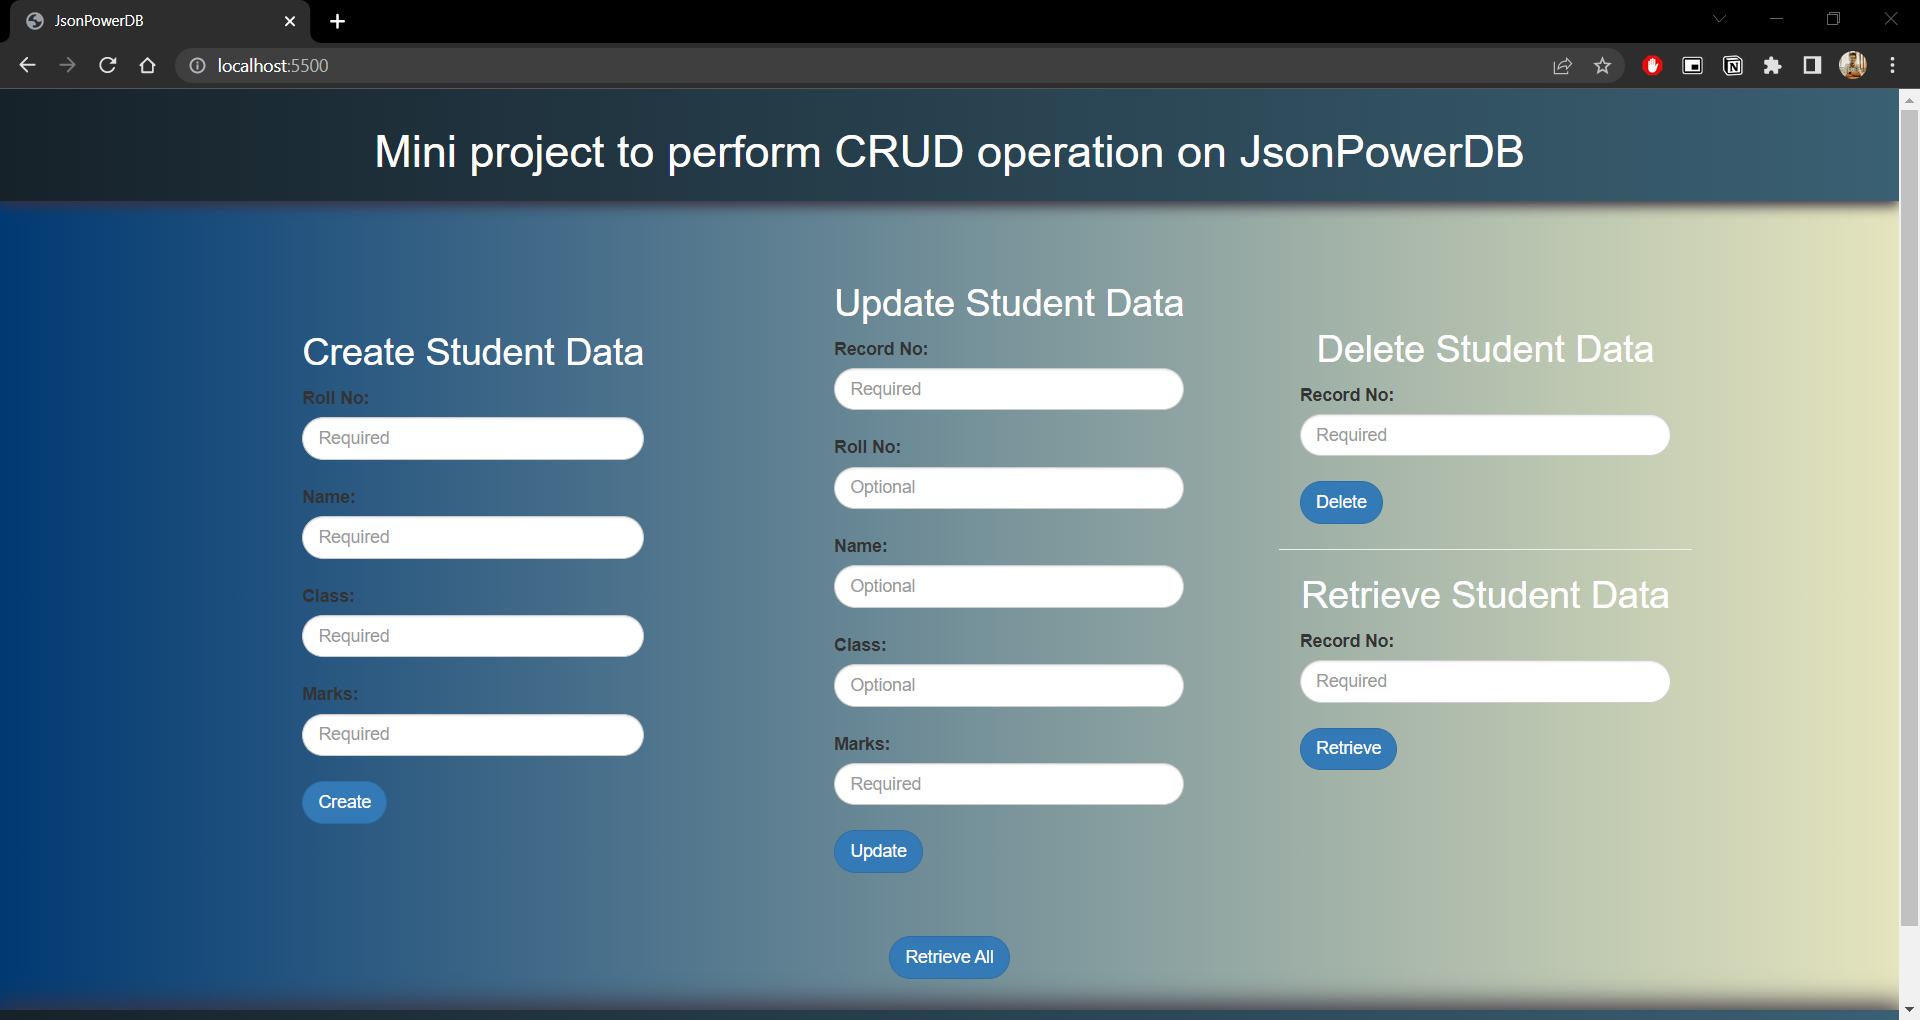 JsonPowerDB
localhost:5500
Mini project to perform CRUD operation on JsonPowerDB
Create Student Data
Roll No:
Required
Name:
Required
Class:
Required
Marks:
Required
Create
Update Student Data
Record No:
Required
Roll No:
Optional
Name:
Optional
Class:
Optional
Marks:
Required
Update
Delete Student Data
Record No:
Required
Delete
Retrieve Student Data
Record No:
Required
Retrieve
Retrieve All